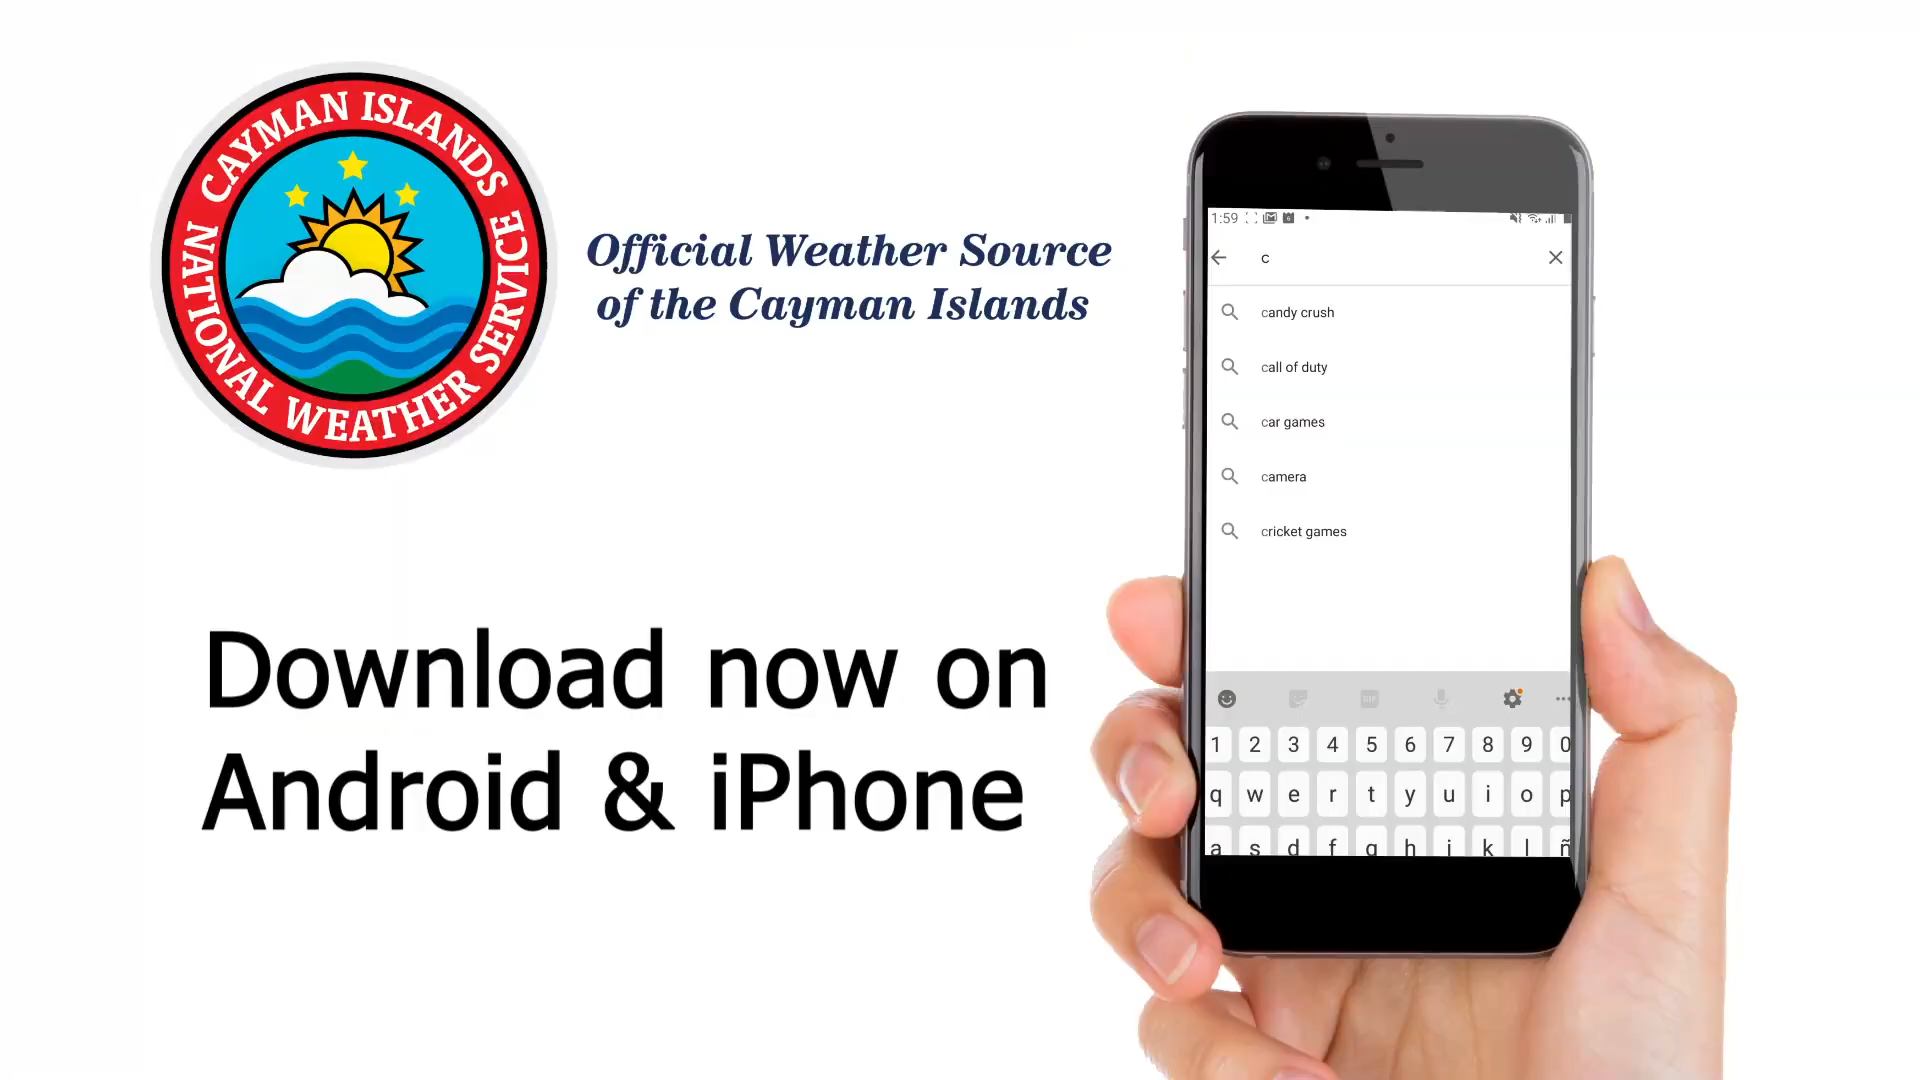 CAYMAN ISLANDS
NATIONAL WEATHER SERVICE
Official Weather Source
of the Cayman Islands
Download now on
Android & iPhone
1:59
c
candy crush
call of duty
car games
camera
cricket games
GIF
1 2 3 4 5 6 7 8 9 0
q w e r t y u i o p
a s d f g h j k l ñ